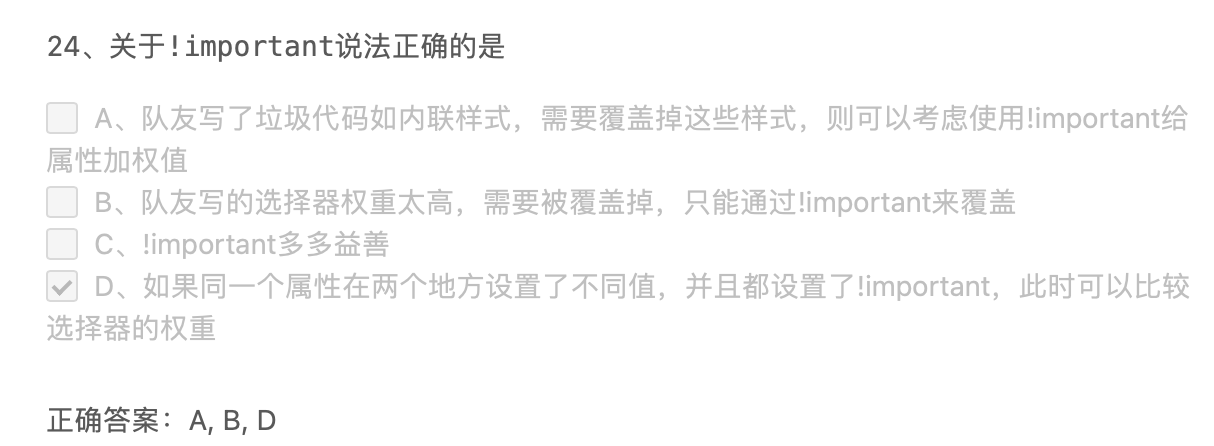 24、关于!important说法正确的是
A、队友写了垃圾代码如内联样式，需要覆盖掉这些样式，则可以考虑使用!important给
属性加权值
B、队友写的选择器权重太高，需要被覆盖掉，只能通过!important来覆盖
C、!important多多益善
D、如果同一个属性在两个地方设置了不同值，并且都设置了!important，此时可以比较
选择器的权重
正确答案：A, B, D